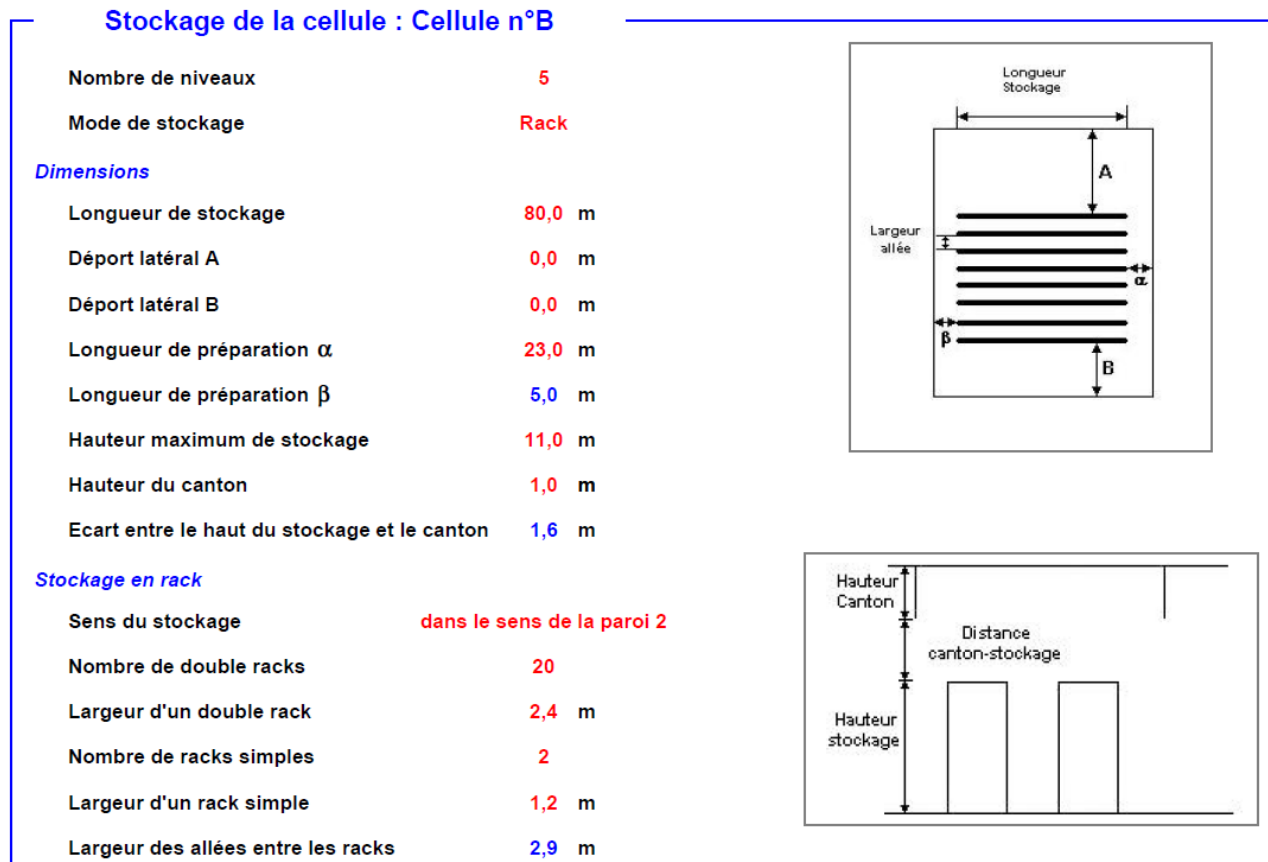 Stockage de la cellule : Cellule n°B
Nombre de niveaux 5
Mode de stockage Rack
Dimensions
Longueur de stockage 80,0 m
Déport latéral A 0,0 m
Déport latéral B 0,0 m
Longueur de préparation α 23,0 m
Longueur de préparation β 5,0 m
Hauteur maximum de stockage 11,0 m
Hauteur du canton 1,0 m
Ecart entre le haut du stockage et le canton 1,6 m
Stockage en rack
Sens du stockage dans le sens de la paroi 2
Nombre de double racks 20
Largeur d'un double rack 2,4 m
Nombre de racks simples 2
Largeur d'un rack simple 1,2 m
Largeur des allées entre les racks 2,9 m
Longueur
Stockage
A
Largeur
allée
α
β
B
Hauteur
Canton
Distance
canton-stockage
Hauteur
stockage